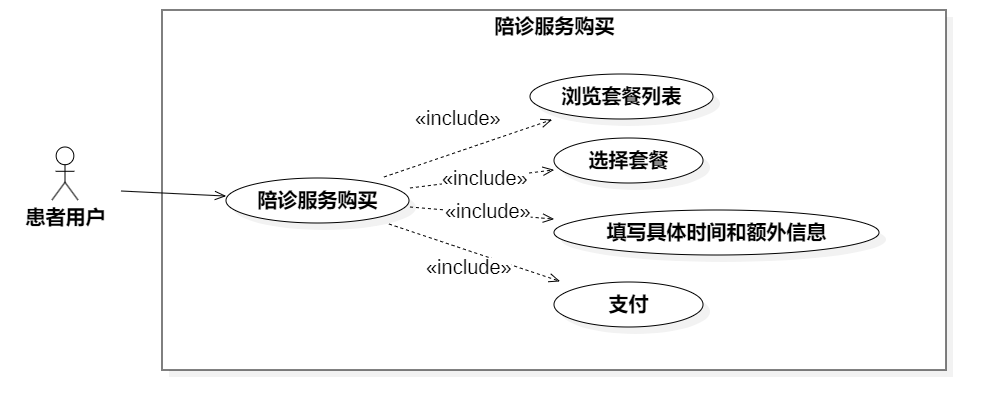 陪诊服务购买
浏览套餐列表
«include»
选择套餐
«include»
陪诊服务购买
患者用户
«include»
填写具体时间和额外信息
«include»
支付